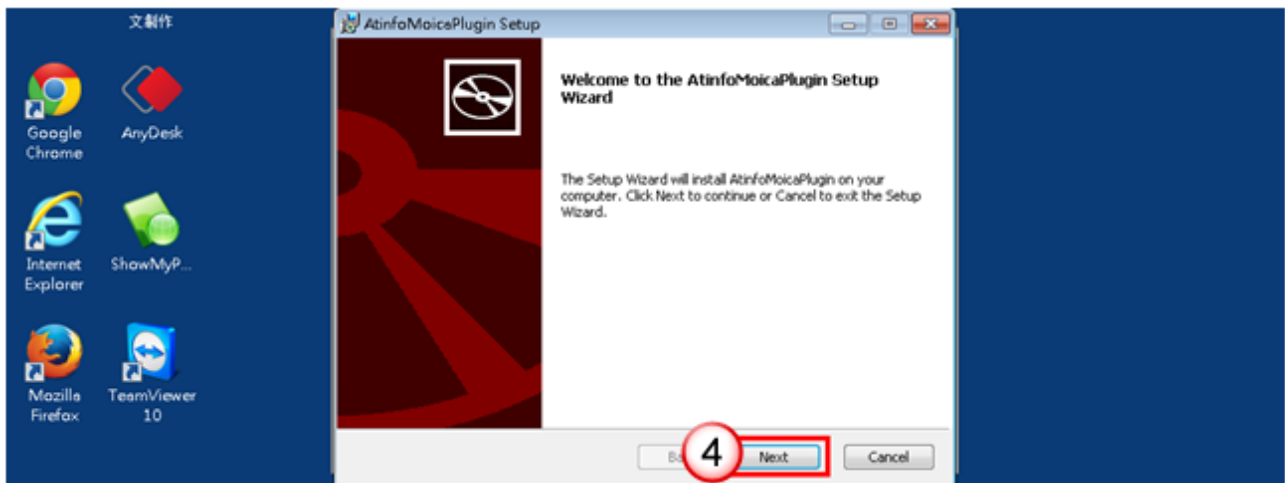 文製作
AtinfoMoicaPlugin Setup
Welcome to the AtinfoMoicaPlugin Setup
Wizard
The Setup Wizard will install AtinfoMoicaPlugin on your
computer. Click Next to continue or Cancel to exit the Setup
Wizard.
Google
Chrome
AnyDesk
Internet
Explorer
ShowMyP...
Mozilla
Firefox
TeamViewer
10
4
Next
Cancel